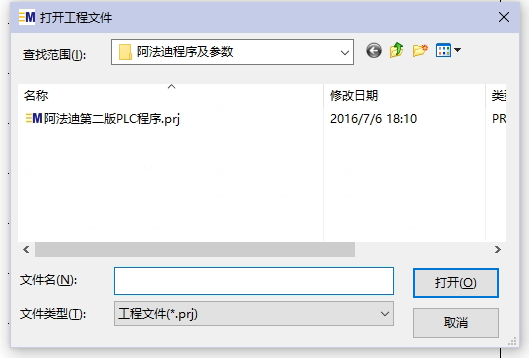 打开工程文件
查找范围(I):
阿法迪程序及参数
名称
修改日期
类
阿法迪第二版PLC程序.prj
2016/7/6 18:10
PR
文件名(N):
打开(O)
文件类型(T):
工程文件(*.prj)
取消